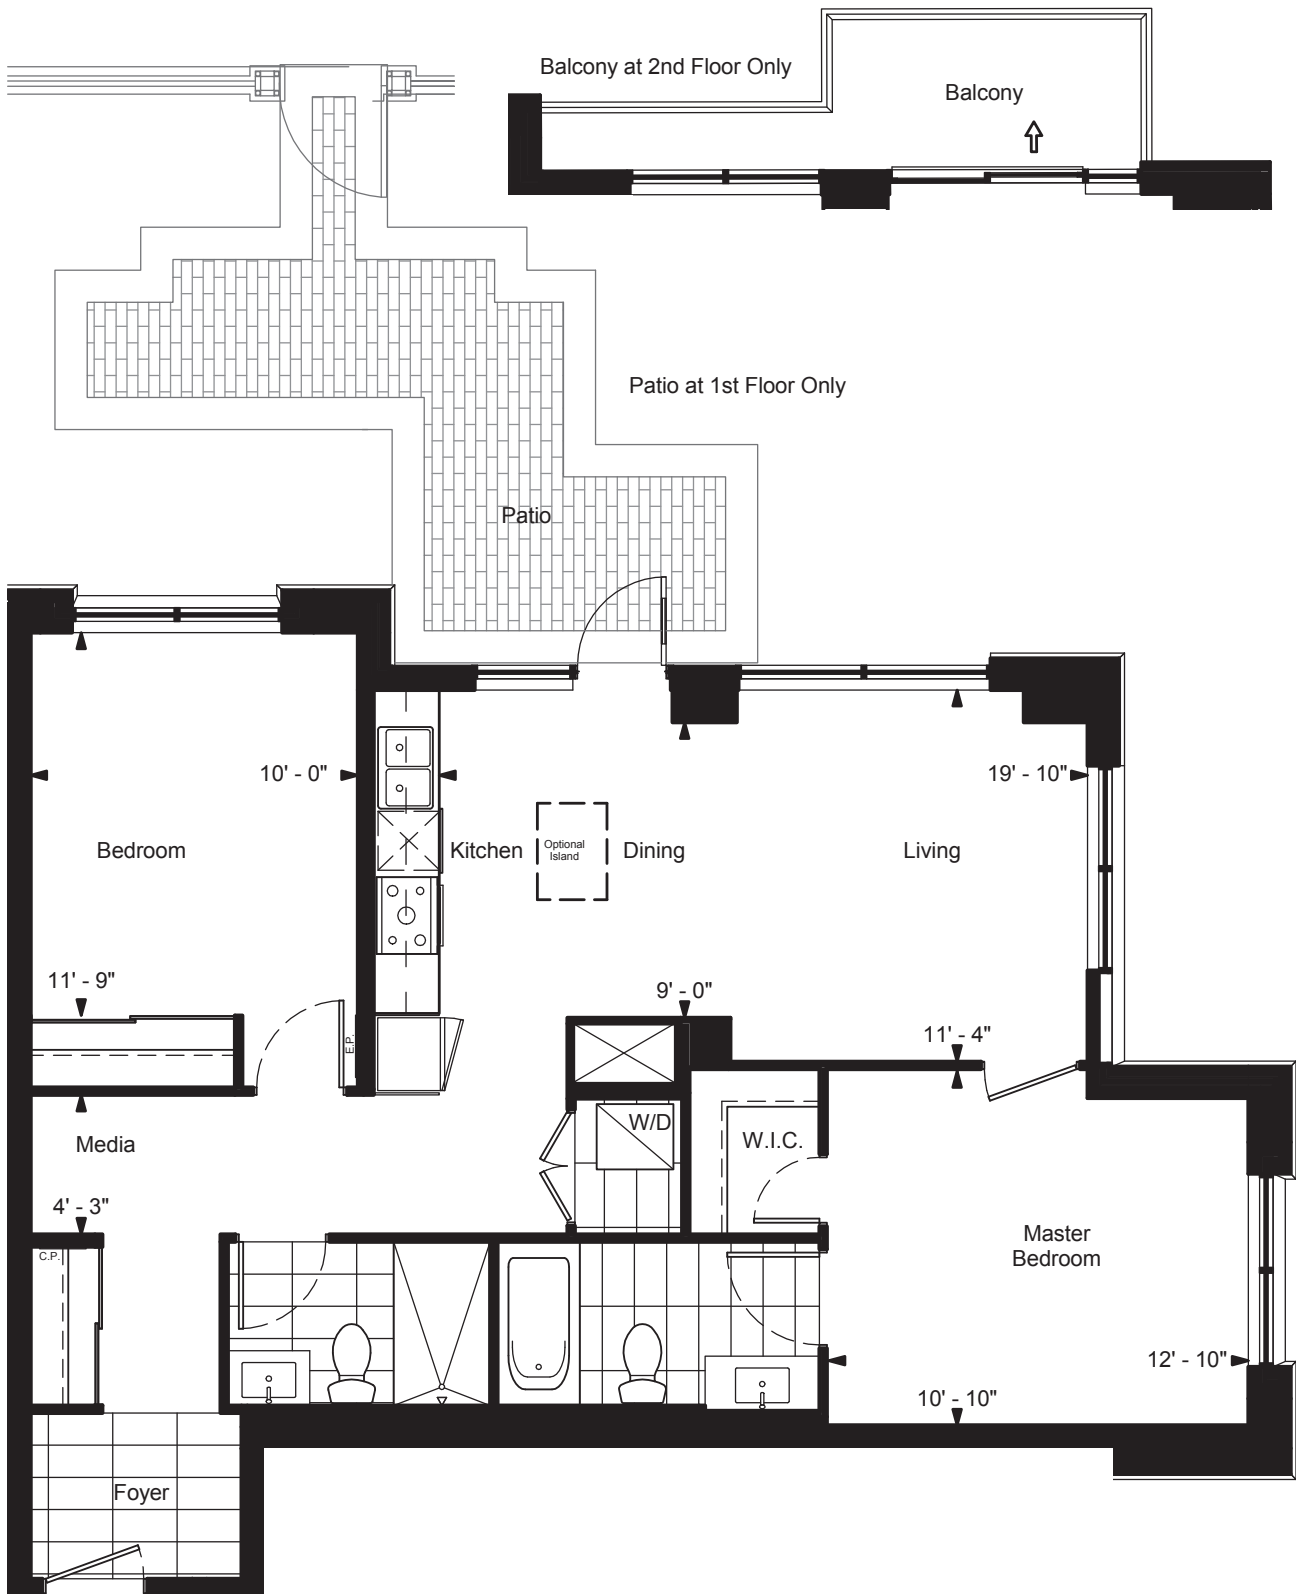 Balcony at 2nd Floor Only
Balcony
Patio at 1st Floor Only
Patio
10' - 0"
19' - 10"
Bedroom
Kitchen
Optional
Island
Dining
Living
11' - 9"
9' - 0"
11' - 4"
E.P.
Media
W/D
W.I.C.
4' - 3"
C.P.
Master
Bedroom
12' - 10"
10' - 10"
Foyer